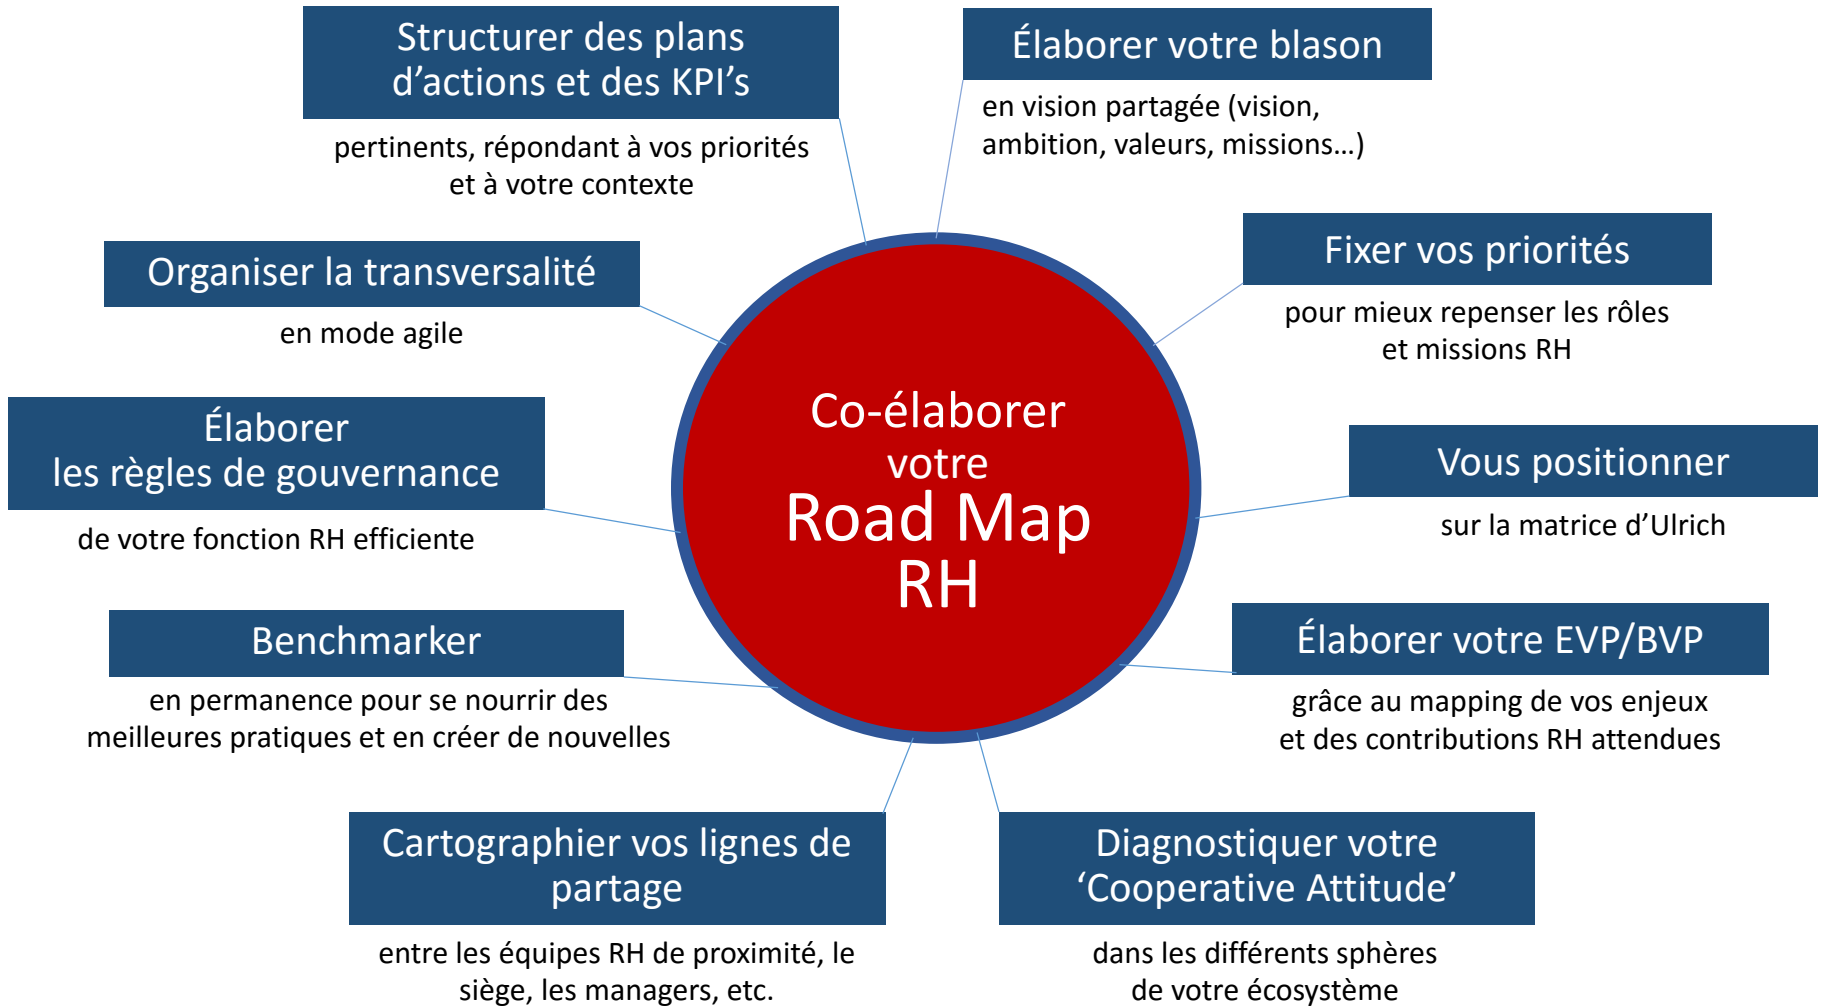 Structurer des plans
d’actions et des KPI’s
pertinents, répondant à vos priorités
et à votre contexte
Élaborer votre blason
en vision partagée (vision,
ambition, valeurs, missions…)
Organiser la transversalité
en mode agile
Fixer vos priorités
pour mieux repenser les rôles
et missions RH
Élaborer
les règles de gouvernance
de votre fonction RH efficiente
Co-élaborer
votre
Road Map
RH
Vous positionner
sur la matrice d’Ulrich
Benchmarker
en permanence pour se nourrir des
meilleures pratiques et en créer de nouvelles
Élaborer votre EVP/BVP
grâce au mapping de vos enjeux
et des contributions RH attendues
Cartographier vos lignes de
partage
entre les équipes RH de proximité, le
siège, les managers, etc.
Diagnostiquer votre
‘Cooperative Attitude’
dans les différents sphères
de votre écosystème